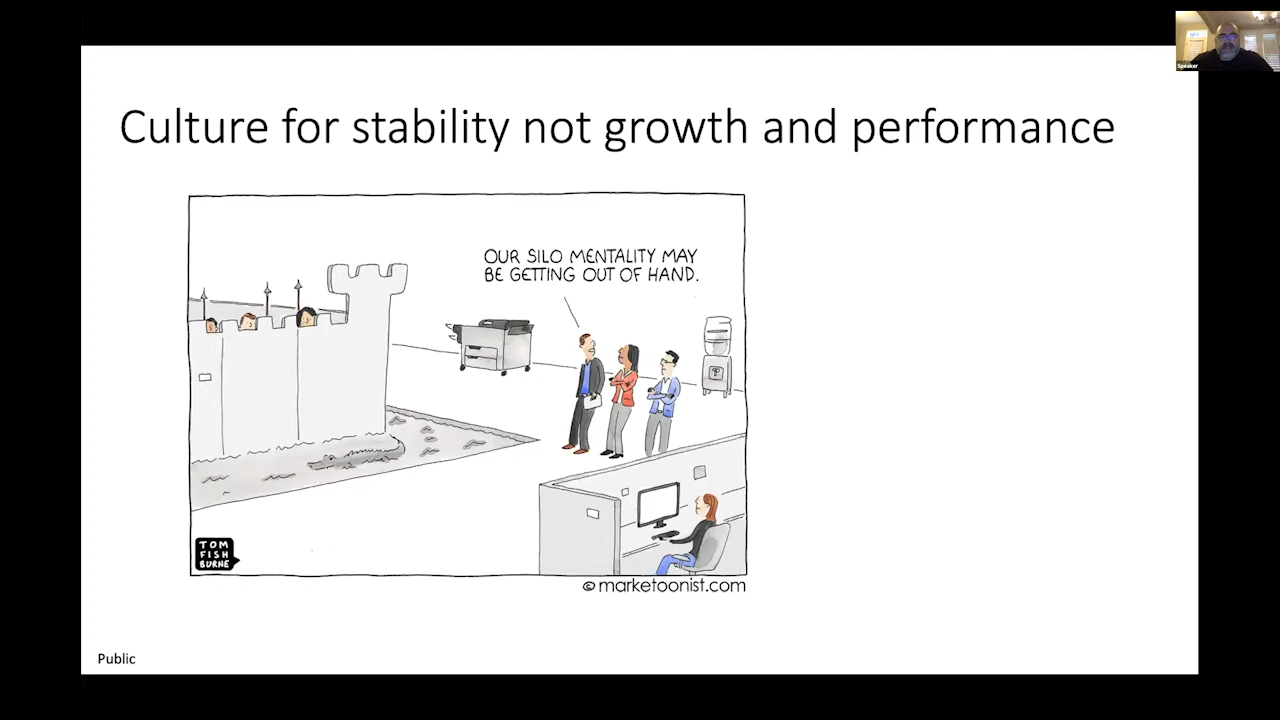 Speaker
Culture for stability not growth and performance
OUR SILO MENTALITY MAY
BE GETTING OUT OF HAND.
TOM
FISH
BURNE
© marketoonist.com
Public